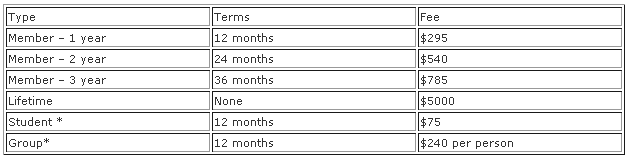 Type Terms Fee
Member – 1 year 12 months $295
Member – 2 year 24 months $540
Member – 3 year 36 months $785
Lifetime None $5000
Student * 12 months $75
Group* 12 months $240 per person